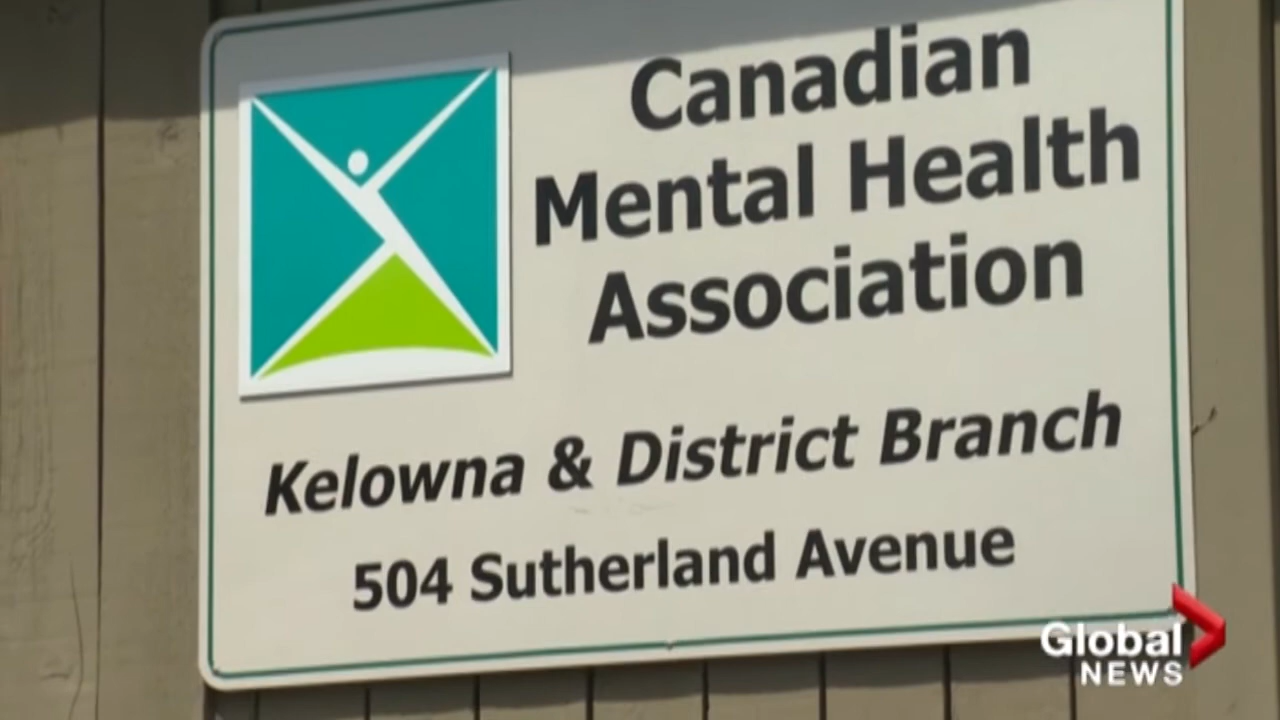 Canadian
Mental Health
Association
Kelowna & District Branch
504 Sutherland Avenue
Global
NEWS